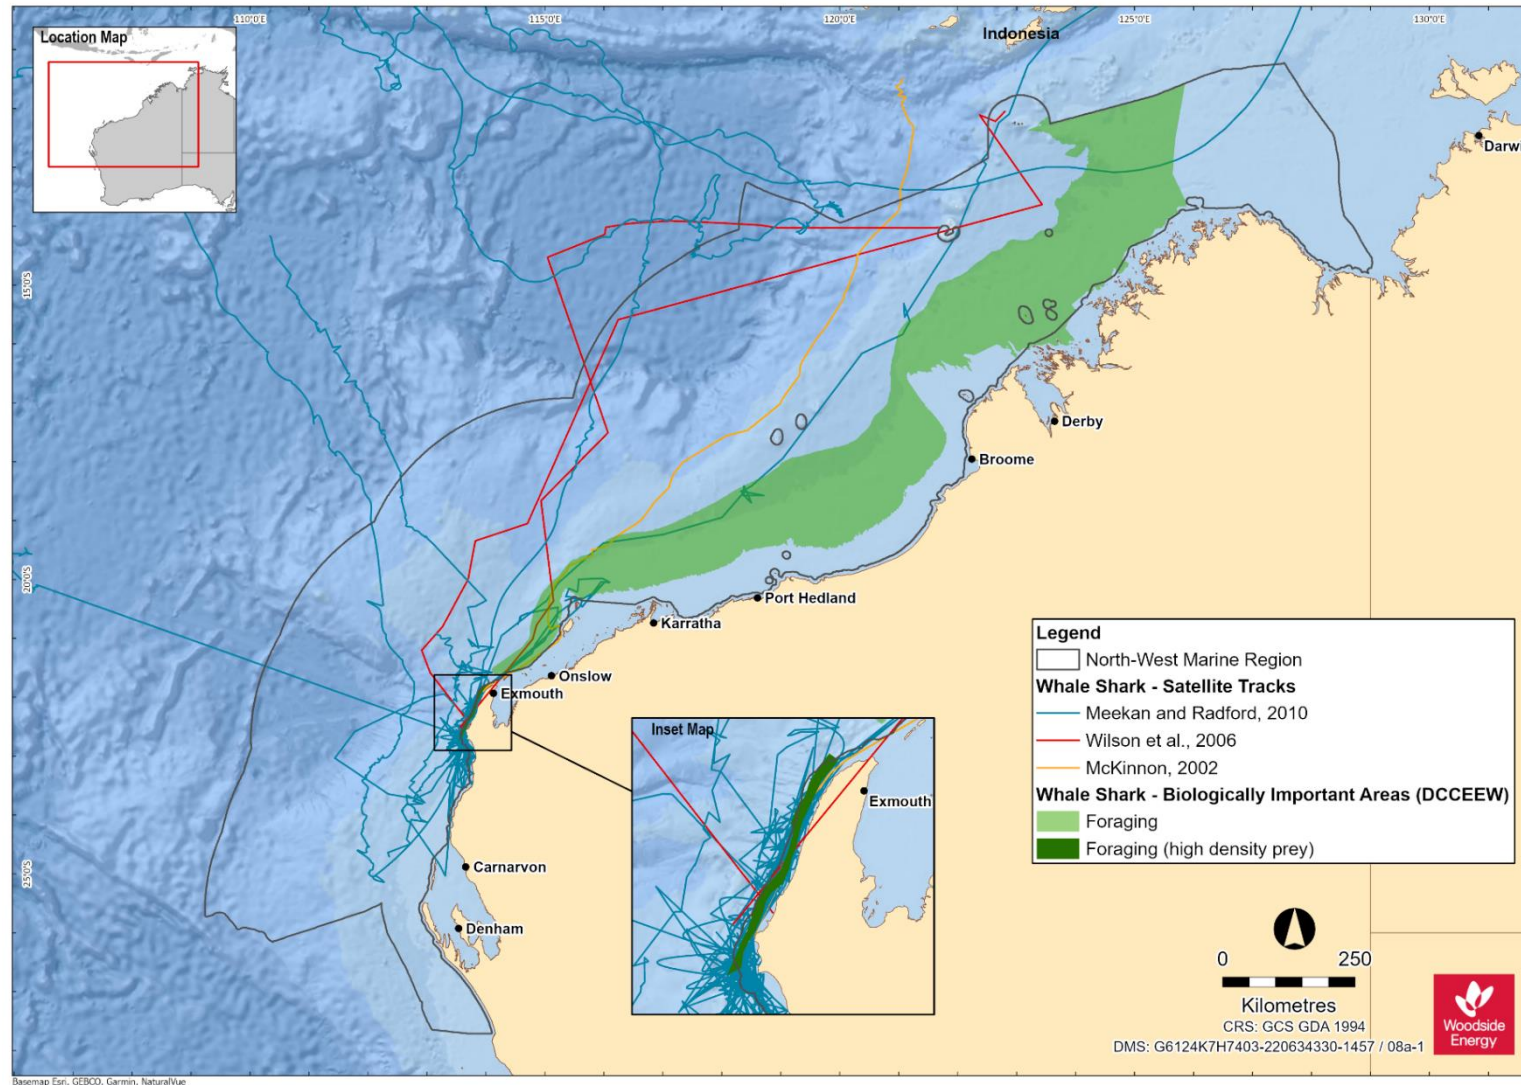 110°0'E
115°0'E
120°0'E
125°0'E
130°0'E
Location Map
Indonesia
Darwi
15°0'S
Derby
Broome
20°0'S
Port Hedland
Karratha
Onslow
Exmouth
Legend
North-West Marine Region
Whale Shark - Satellite Tracks
Meekan and Radford, 2010
Wilson et al., 2006
McKinnon, 2002
Whale Shark - Biologically Important Areas (DCCEEW)
Foraging
Foraging (high density prey)
Inset Map
Exmouth
25°0'S
Carnarvon
Denham
0 250
Kilometres
CRS: GCS GDA 1994
DMS: G6124K7H7403-220634330-1457 / 08a-1
Woodside
Energy
Basemap Esri, GEBCO, Garmin, NaturalVue